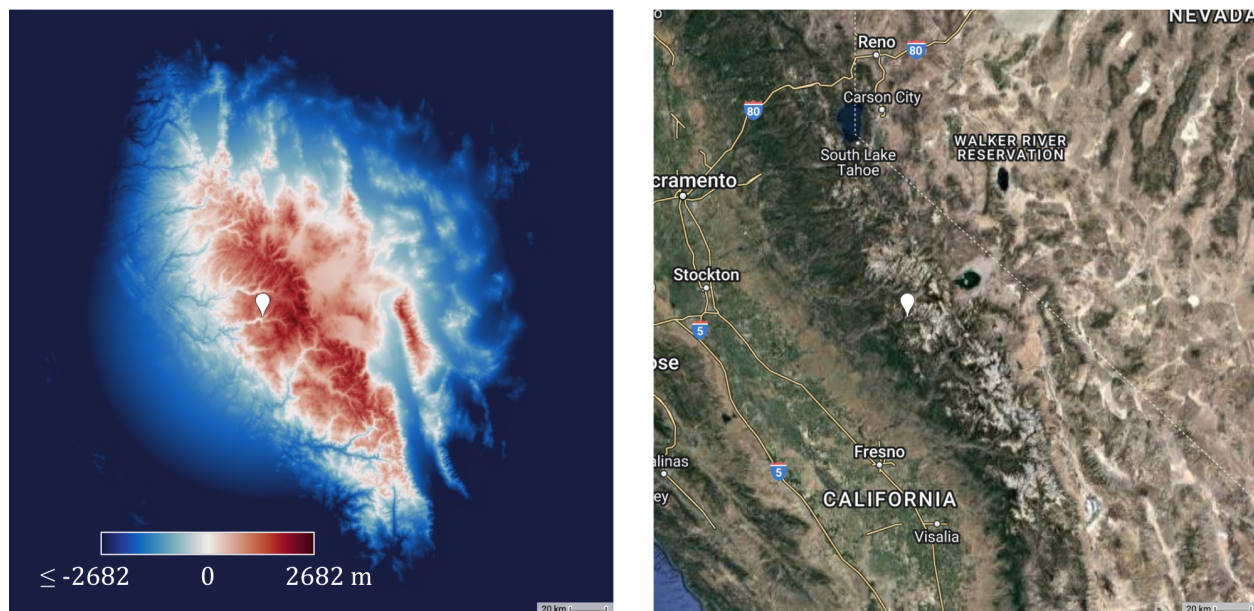 ≤ -2682 0 2682 m
20 km
NEVADA
o
Reno
80
Carson City
80
South Lake
Tahoe
WALKER RIVER
RESERVATION
cramento
Stockton
5
ose
Fresno
alinas
ey
5
CALIFORNIA
Visalia
20 km